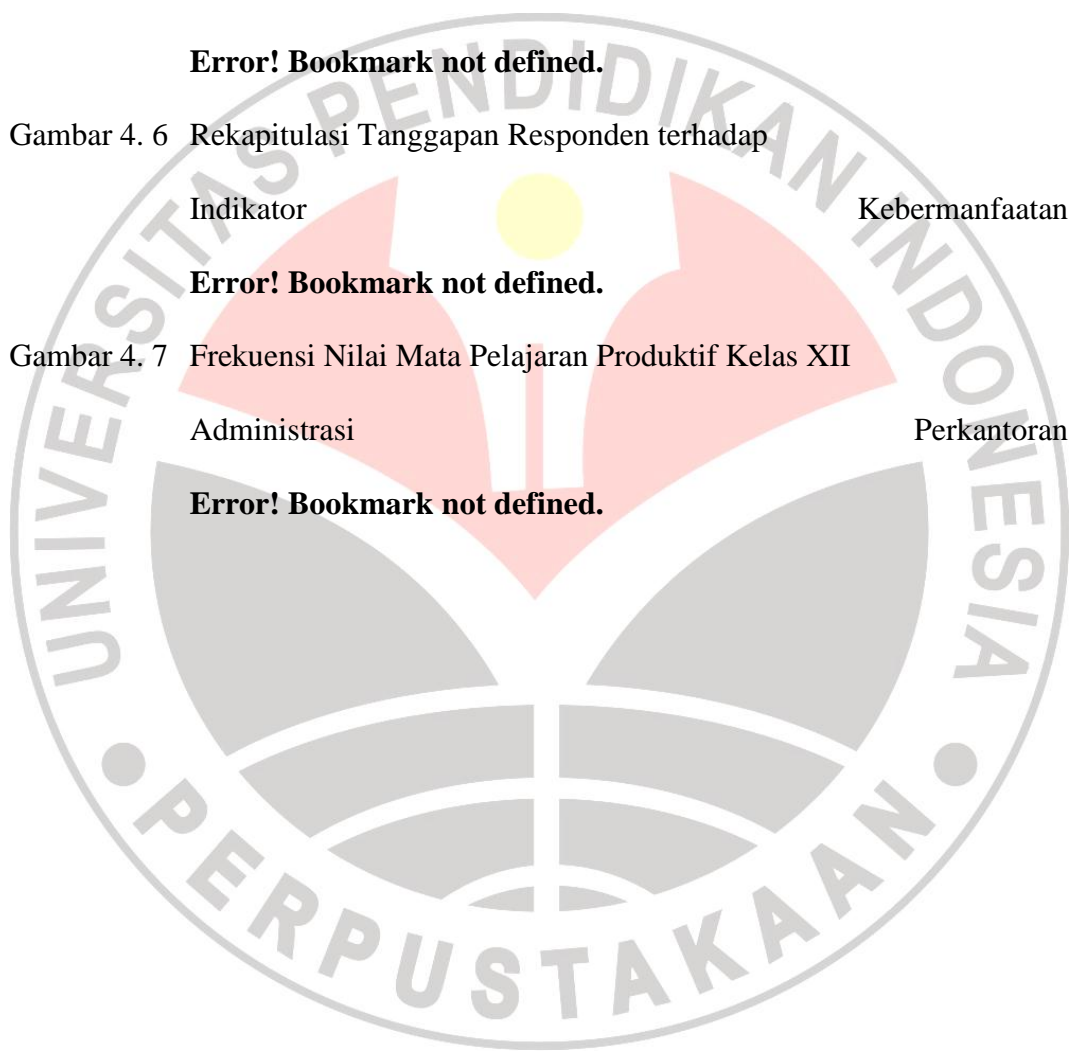 Error! Bookmark not defined.
Gambar 4. 6 Rekapitulasi Tanggapan Responden terhadap
Indikator Kebermanfaatan
Error! Bookmark not defined.
Gambar 4. 7 Frekuensi Nilai Mata Pelajaran Produktif Kelas XII
Administrasi Perkantoran
Error! Bookmark not defined.
UNIVERSITAS PENDIDIKAN INDONESIA
PERPUSTAKAAN